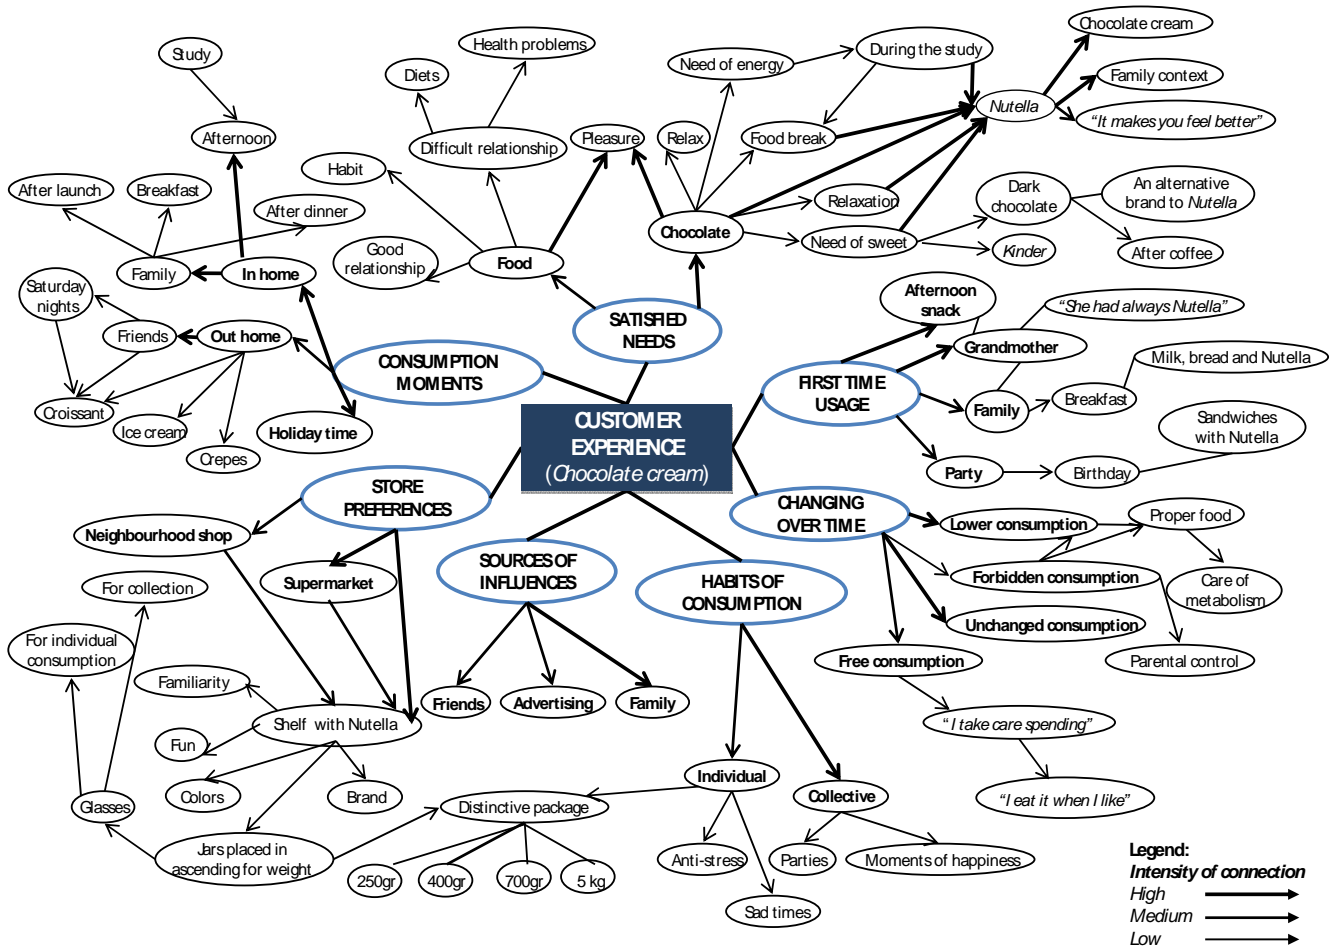 Chocolate cream
Study
Health problems
Need of energy
During the study
Diets
Family context
Nutella
"It makes you feel better"
Afternoon
Pleasure
Relax
Food break
Difficult relationship
Habit
After launch
Breakfast
After dinner
Relaxation
Dark
chocolate
An alternative
brand to Nutella
Chocolate
Need of sweet
Kinder
After coffee
Good
relationship
Food
Family
In home
Saturday
nights
Afternoon
snack
"She had always Nutella"
Friends
Out home
SATISFIED
NEEDS
Grandmother
CONSUMPTION
MOMENTS
Milk, bread and Nutella
FIRST TIME
USAGE
Family
Breakfast
Croissant
Ice cream
Holiday time
Crepes
CUSTOMER
EXPERIENCE
(Chocolate cream)
Sandwiches
with Nutella
Party
Birthday
STORE
PREFERENCES
CHANGING
OVER TIME
Lower consumption
Proper food
Neighbourhood shop
SOURCES OF
INFLUENCES
Supermarket
HABITS OF
CONSUMPTION
Forbidden consumption
Care of
metabolism
For collection
Unchanged consumption
For individual
consumption
Free consumption
Parental control
Familiarity
Friends
Advertising
Family
Shelf with Nutella
"I take care spending"
Fun
Individual
Colors
Brand
Collective
"I eat it when I like"
Glasses
Distinctive package
Jars placed in
ascending for weight
Anti-stress
Parties
Moments of happiness
250gr
400gr
700gr
5 kg
Sad times
Legend:
Intensity of connection
High
Medium
Low